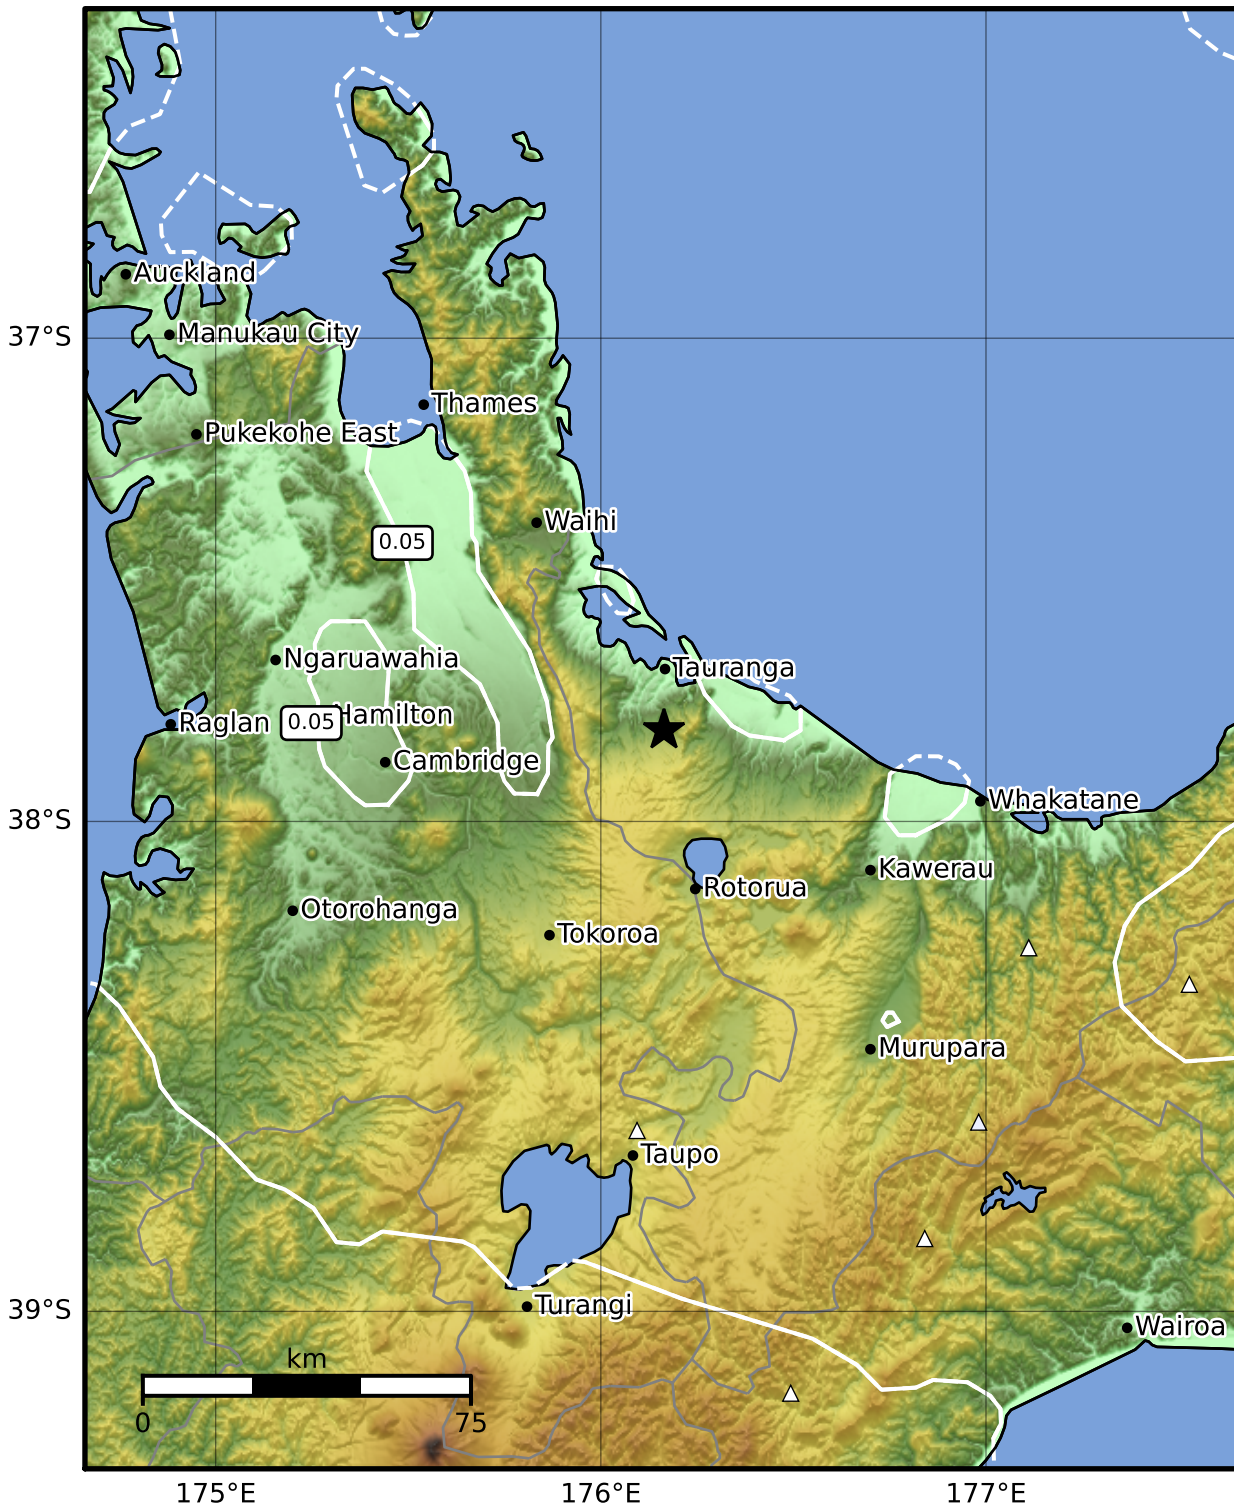 Auckland
Manukau City
37°S
Thames
Pukekohe East
Waihi
0.05
Ngaruawahia
Tauranga
Raglan
0.05
Hamilton
Cambridge
Whakatane
38°S
Kawerau
Rotorua
Otorohanga
Tokoroa
Murupara
Taupo
39°S
Turangi
Wairoa
km
0
75
175°E
176°E
177°E